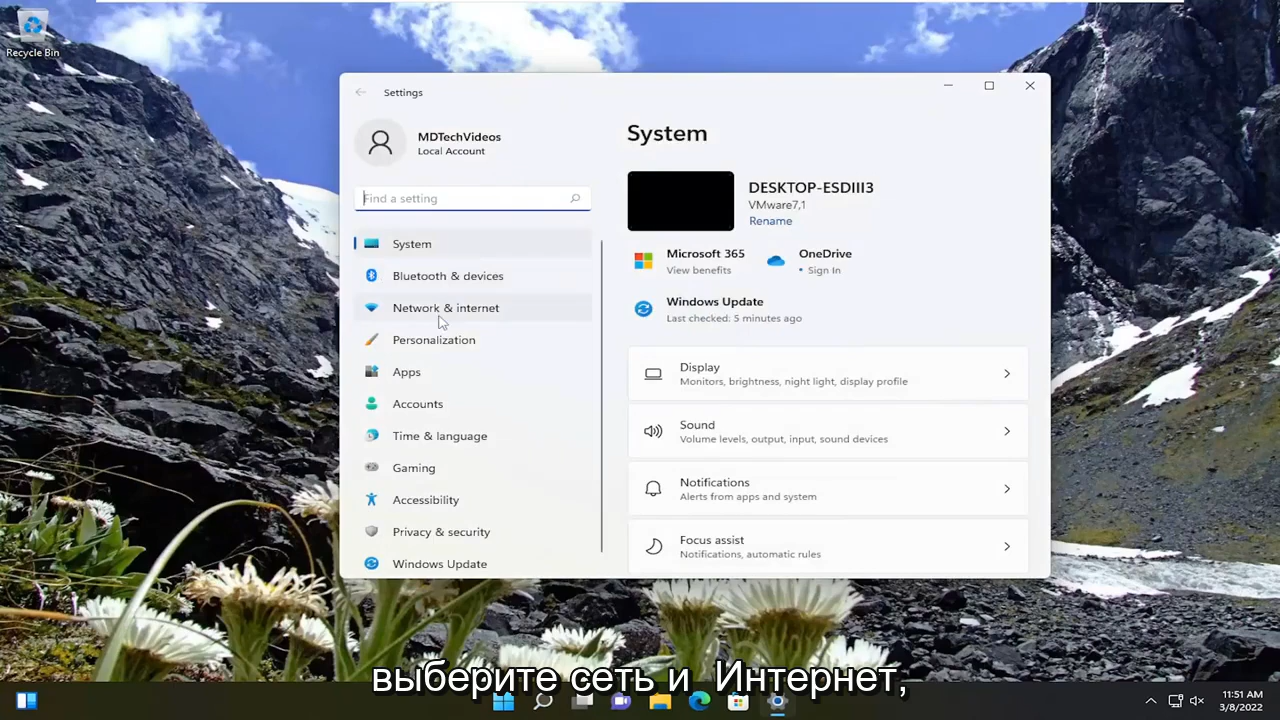 Recycle Bin
Settings
MDTechVideos
Local Account
Find a setting
System
Bluetooth & devices
Network & internet
Personalization
Apps
Accounts
Time & language
Gaming
Accessibility
Privacy & security
Windows Update
System
DESKTOP-ESDIII3
VMware7,1
Rename
Microsoft 365
View benefits
OneDrive
• Sign In
Windows Update
Last checked: 5 minutes ago
Display
Monitors, brightness, night light, display profile
Sound
Volume levels, output, input, sound devices
Notifications
Alerts from apps and system
Focus assist
Notifications, automatic rules
выберите сеть и Интернет,
11:51 AM
3/8/2022